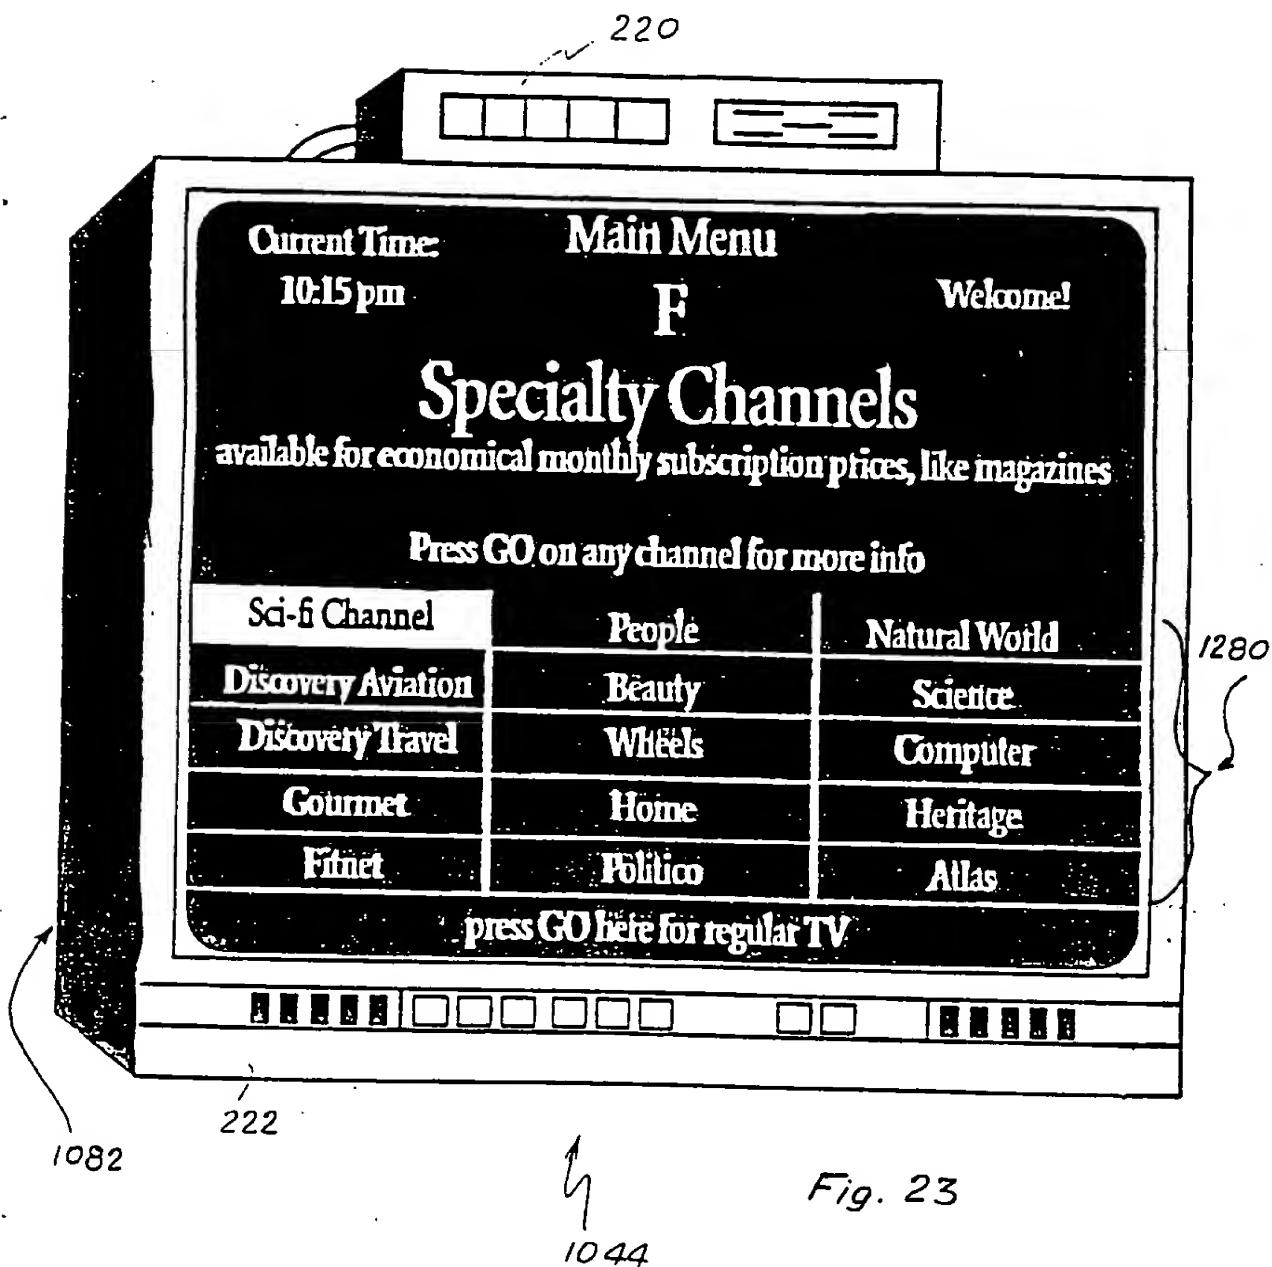 220
Current Time:
Main Menu
10:15 pm
F
Welcome!
Specialty Channels
available for economical monthly subscription prices, like magazines
Press GO on any channel for more info
Sci-fi Channel
People
Natural World
1280
Discovery Aviation
Beauty
Science
Discovery Travel
Wheels
Computer
Gourmet
Home
Heritage
Fitnet
Politico
Atlas
press GO here for regular TV
222
1082
Fig. 23
1044